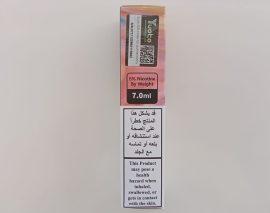 Yuoto
5% Nicotine
By Weight
7.0ml
قد يشكل هذا
المنتج خطراً
على الصحة
عند استنشاقه أو
بلعه أو تماسه
مع الجلد
This Product
may pose a
health
hazard when
inhaled,
swallowed, or
gets in contact
with the skin.